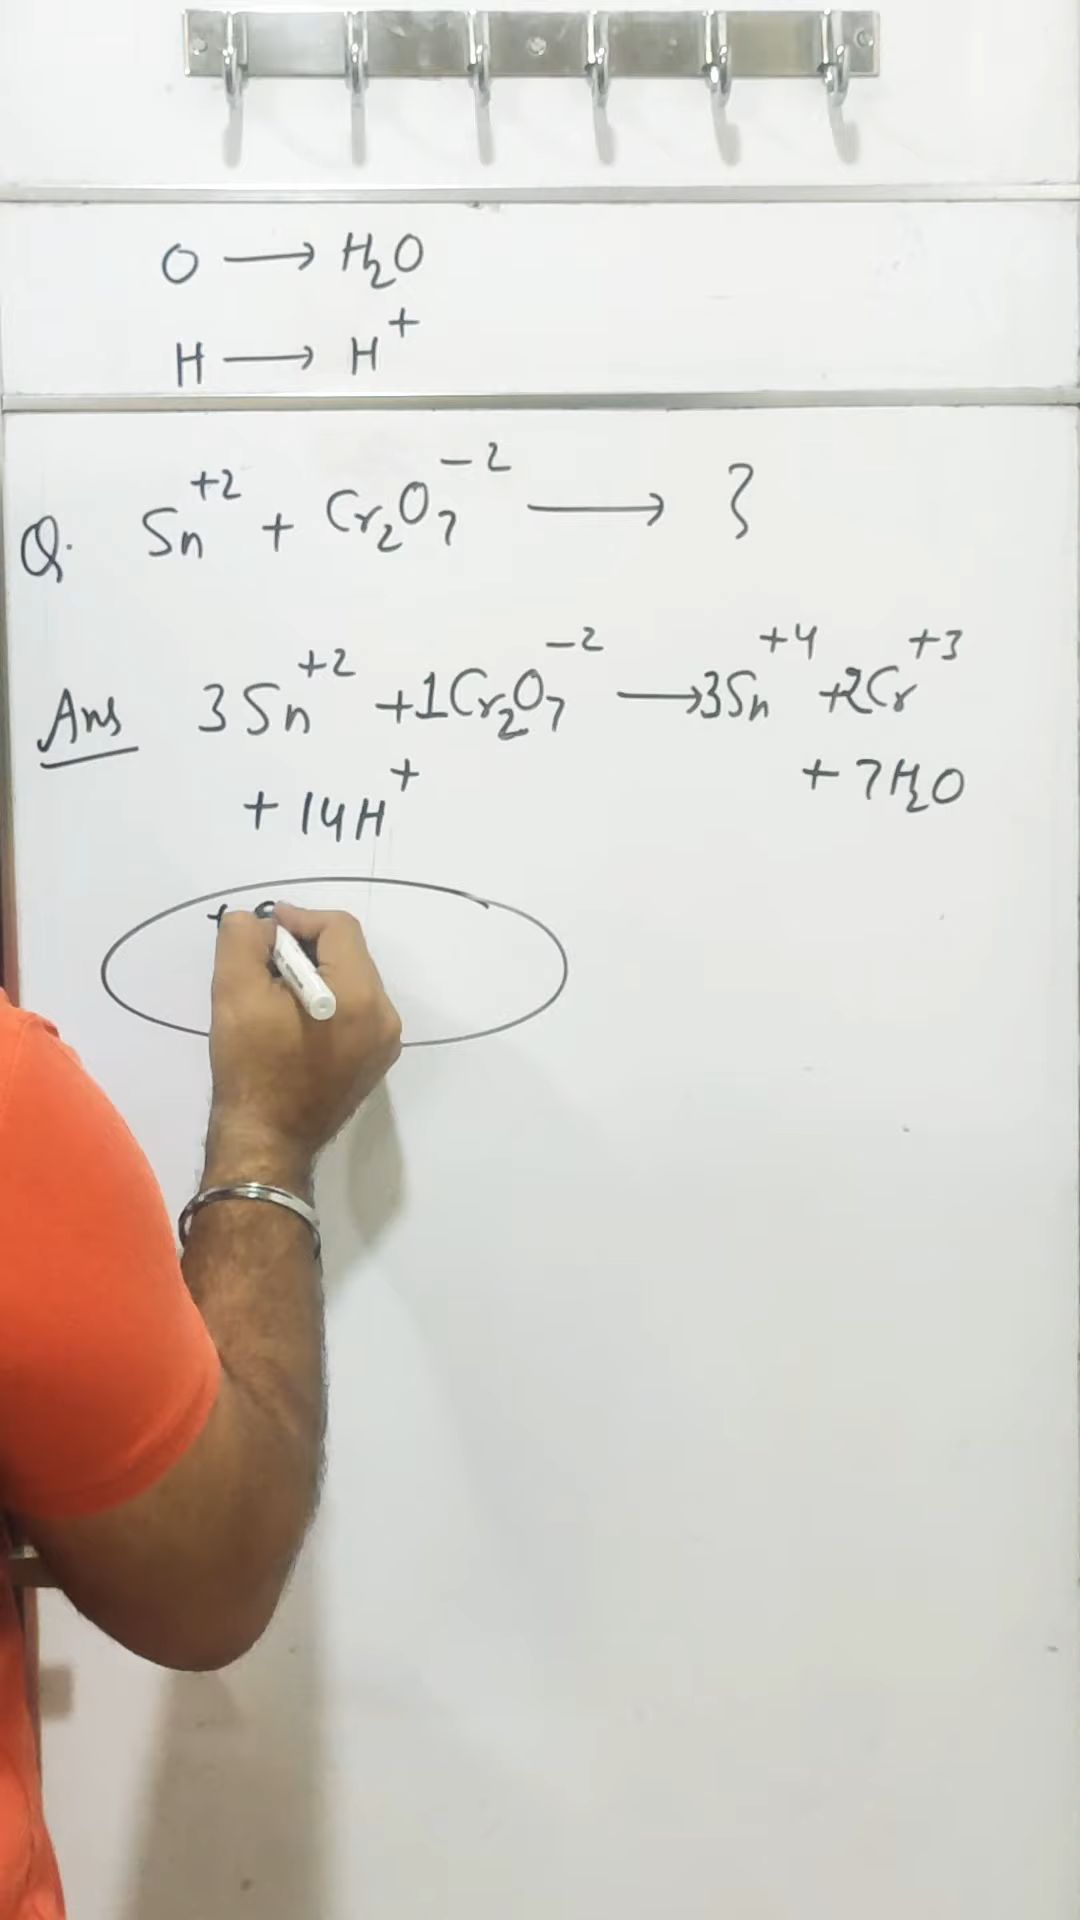 O → H₂O
H → H⁺
Q. Sn⁺² + Cr₂O₇⁻² → ?
Ans 3Sn⁺² + 1Cr₂O₇⁻² → 3Sn⁺⁴ + 2Cr⁺³
+ 14H⁺ + 7H₂O
+